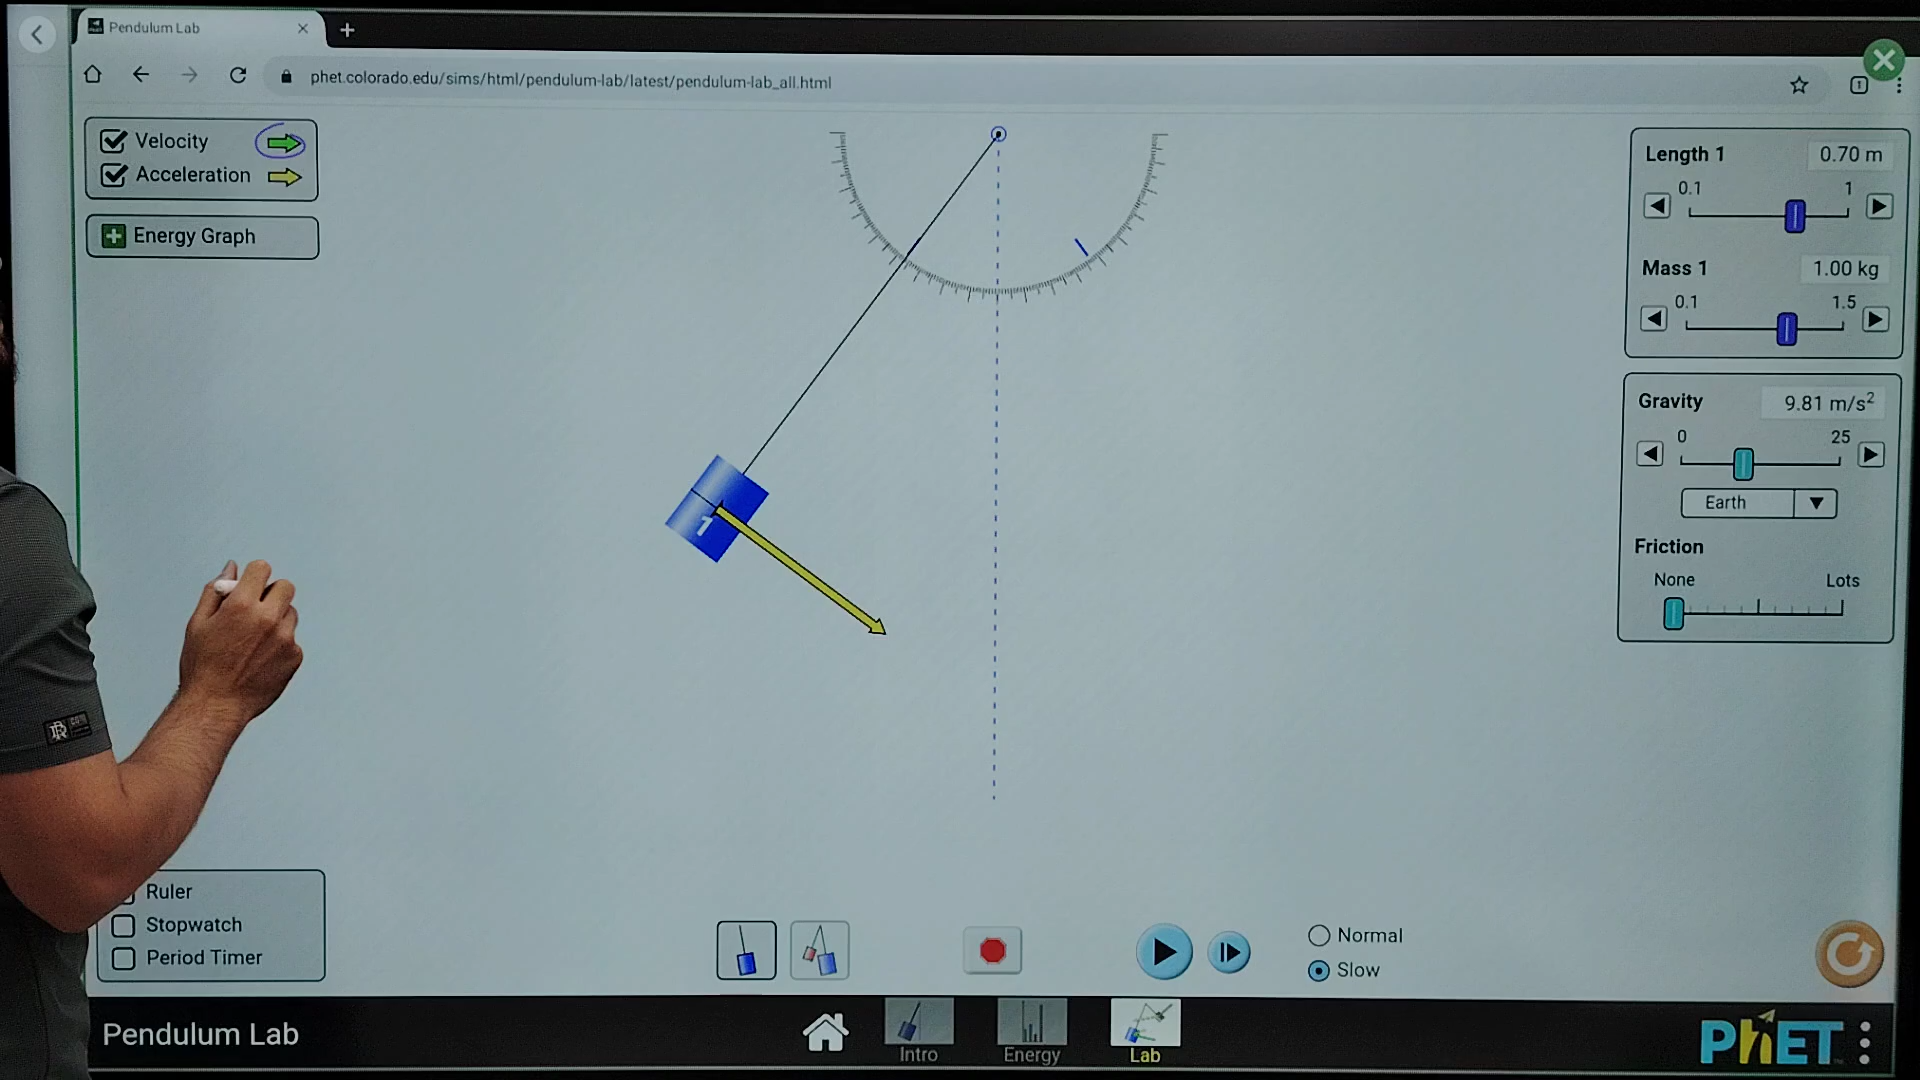 Pendulum Lab
phet.colorado.edu/sims/html/pendulum-lab/latest/pendulum-lab_all.html
Velocity
Acceleration
Energy Graph
Length 1 0.70 m
0.1 1
Mass 1 1.00 kg
0.1 1.5
Gravity 9.81 m/s²
0 25
Earth
Friction
None Lots
1
Ruler
Stopwatch
Period Timer
Normal
Slow
Pendulum Lab
Intro
Energy
Lab
PhET